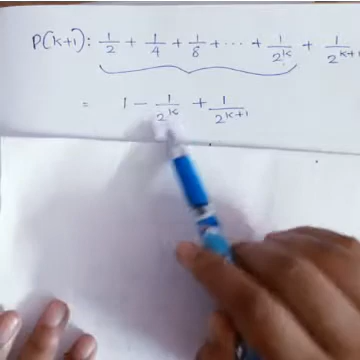 P(k+1): 1/2 + 1/4 + 1/8 + ... + 1/2^k + 1/2^(k+1)
= 1 - 1/2^k + 1/2^(k+1)